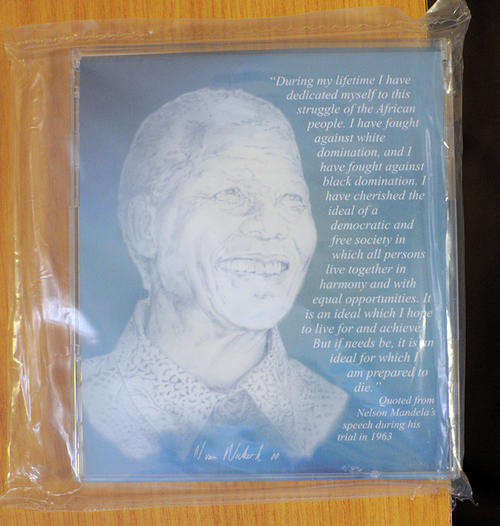 “During my lifetime I have
dedicated myself to this
struggle of the African
people. I have fought
against white
domination, and I
have fought against
black domination. I
have cherished the
ideal of a
democratic and
free society in
which all persons
live together in
harmony and with
equal opportunities. It
is an ideal which I hope
to live for and achieve.
But if needs be, it is an
ideal for which I
am prepared to
die.”
Quoted from
Nelson Mandela's
speech during his
trial in 1963